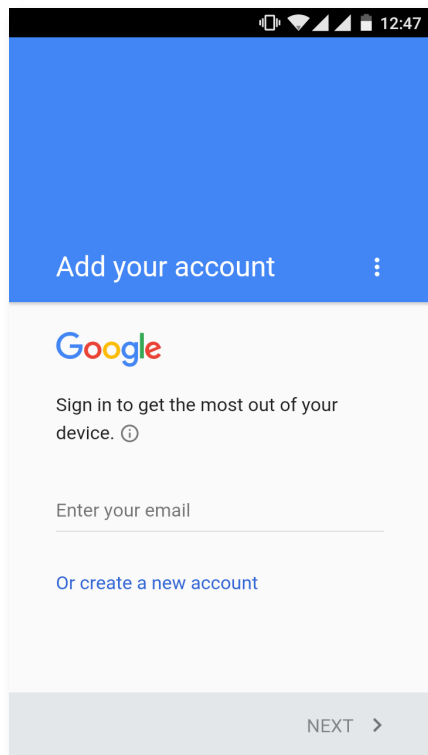 12:47
Add your account
Google
Sign in to get the most out of your
device.
Enter your email
Or create a new account
NEXT